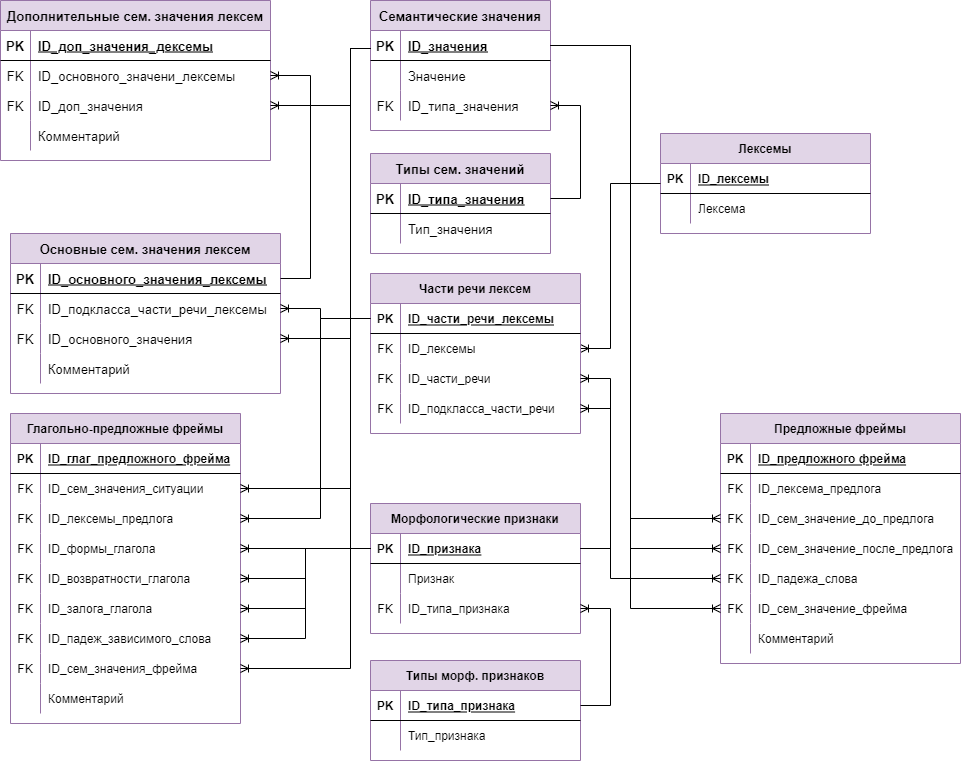 Дополнительные сем. значения лексем
PK ID_доп_значения_дексемы
FK ID_основного_значени_лексемы
FK ID_доп_значения
Комментарий
Семантические значения
PK ID_значения
Значение
FK ID_типа_значения
Типы сем. значений
PK ID_типа_значения
Тип_значения
Лексемы
PK ID_лексемы
Лексема
Основные сем. значения лексем
PK ID_основного_значения_лексемы
FK ID_подкласса_части_речи_лексемы
FK ID_основного_значения
Комментарий
Части речи лексем
PK ID_части_речи_лексемы
FK ID_лексемы
FK ID_части_речи
FK ID_подкласса_части_речи
Глагольно-предложные фреймы
PK ID_глаг_предложного_фрейма
FK ID_сем_значения_ситуации
FK ID_лексемы_предлога
FK ID_формы_глагола
FK ID_возвратности_глагола
FK ID_залога_глагола
FK ID_падеж_зависимого_слова
FK ID_сем_значения_фрейма
Комментарий
Морфологические признаки
PK ID_признака
Признак
FK ID_типа_признака
Типы морф. признаков
PK ID_типа_признака
Тип_признака
Предложные фреймы
PK ID_предложного фрейма
FK ID_лексема_предлога
FK ID_сем_значение_до_предлога
FK ID_сем_значение_после_предлога
FK ID_падежа_слова
FK ID_сем_значение_фрейма
Комментарий